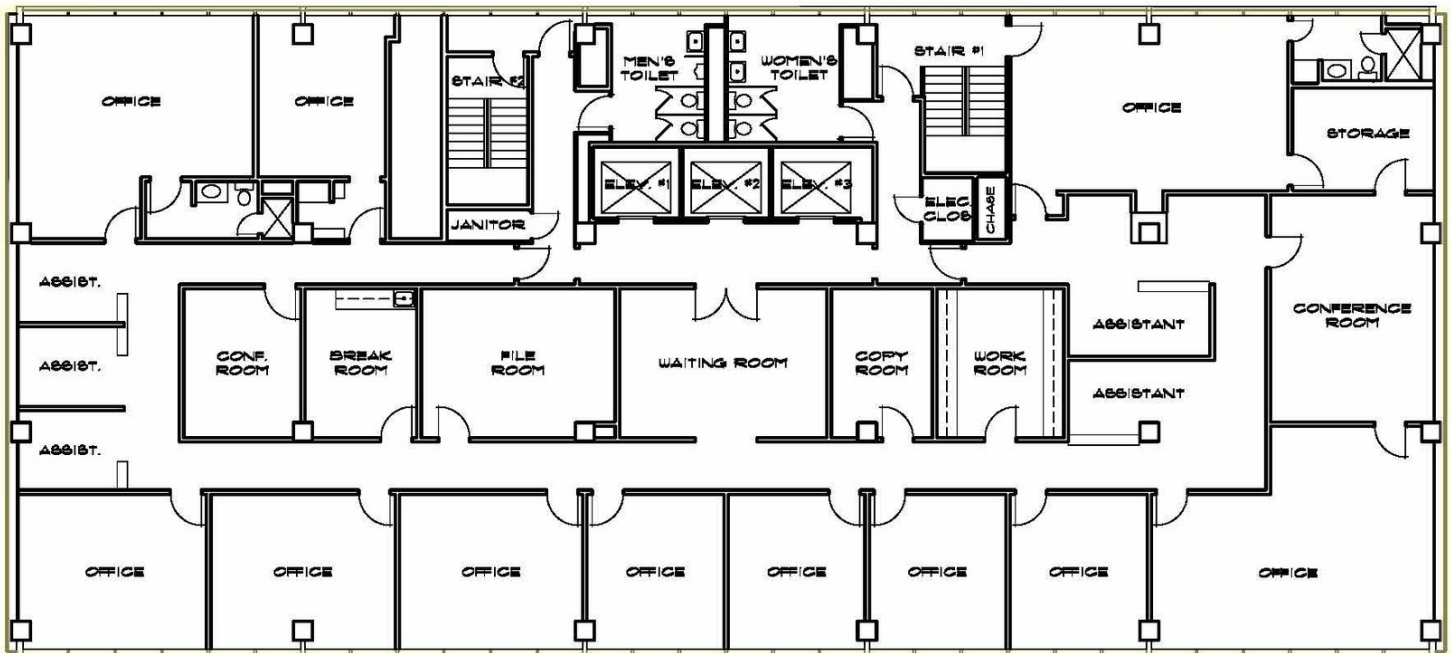 MEN'S
TOILET
WOMEN'S
TOILET
STAIR #1
STAIR #2
OFFICE
OFFICE
OFFICE
STORAGE
ELEV. #1
ELEV. #2
ELEV. #3
ELEC.
CLOS
CHASE
JANITOR
ASSIST.
ASSIST.
ASSIST.
CONF.
ROOM
BREAK
ROOM
FILE
ROOM
WAITING ROOM
COPY
ROOM
WORK
ROOM
ASSISTANT
ASSISTANT
CONFERENCE
ROOM
OFFICE
OFFICE
OFFICE
OFFICE
OFFICE
OFFICE
OFFICE
OFFICE